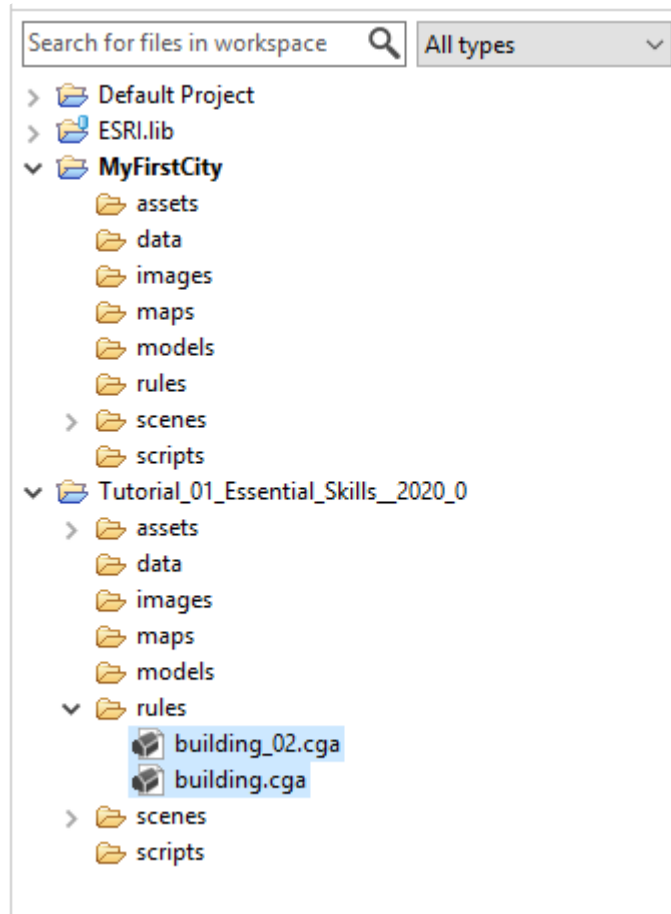 Search for files in workspace All types
Default Project
ESRI.lib
MyFirstCity
assets
data
images
maps
models
rules
scenes
scripts
Tutorial_01_Essential_Skills__2020_0
assets
data
images
maps
models
rules
building_02.cga
building.cga
scenes
scripts